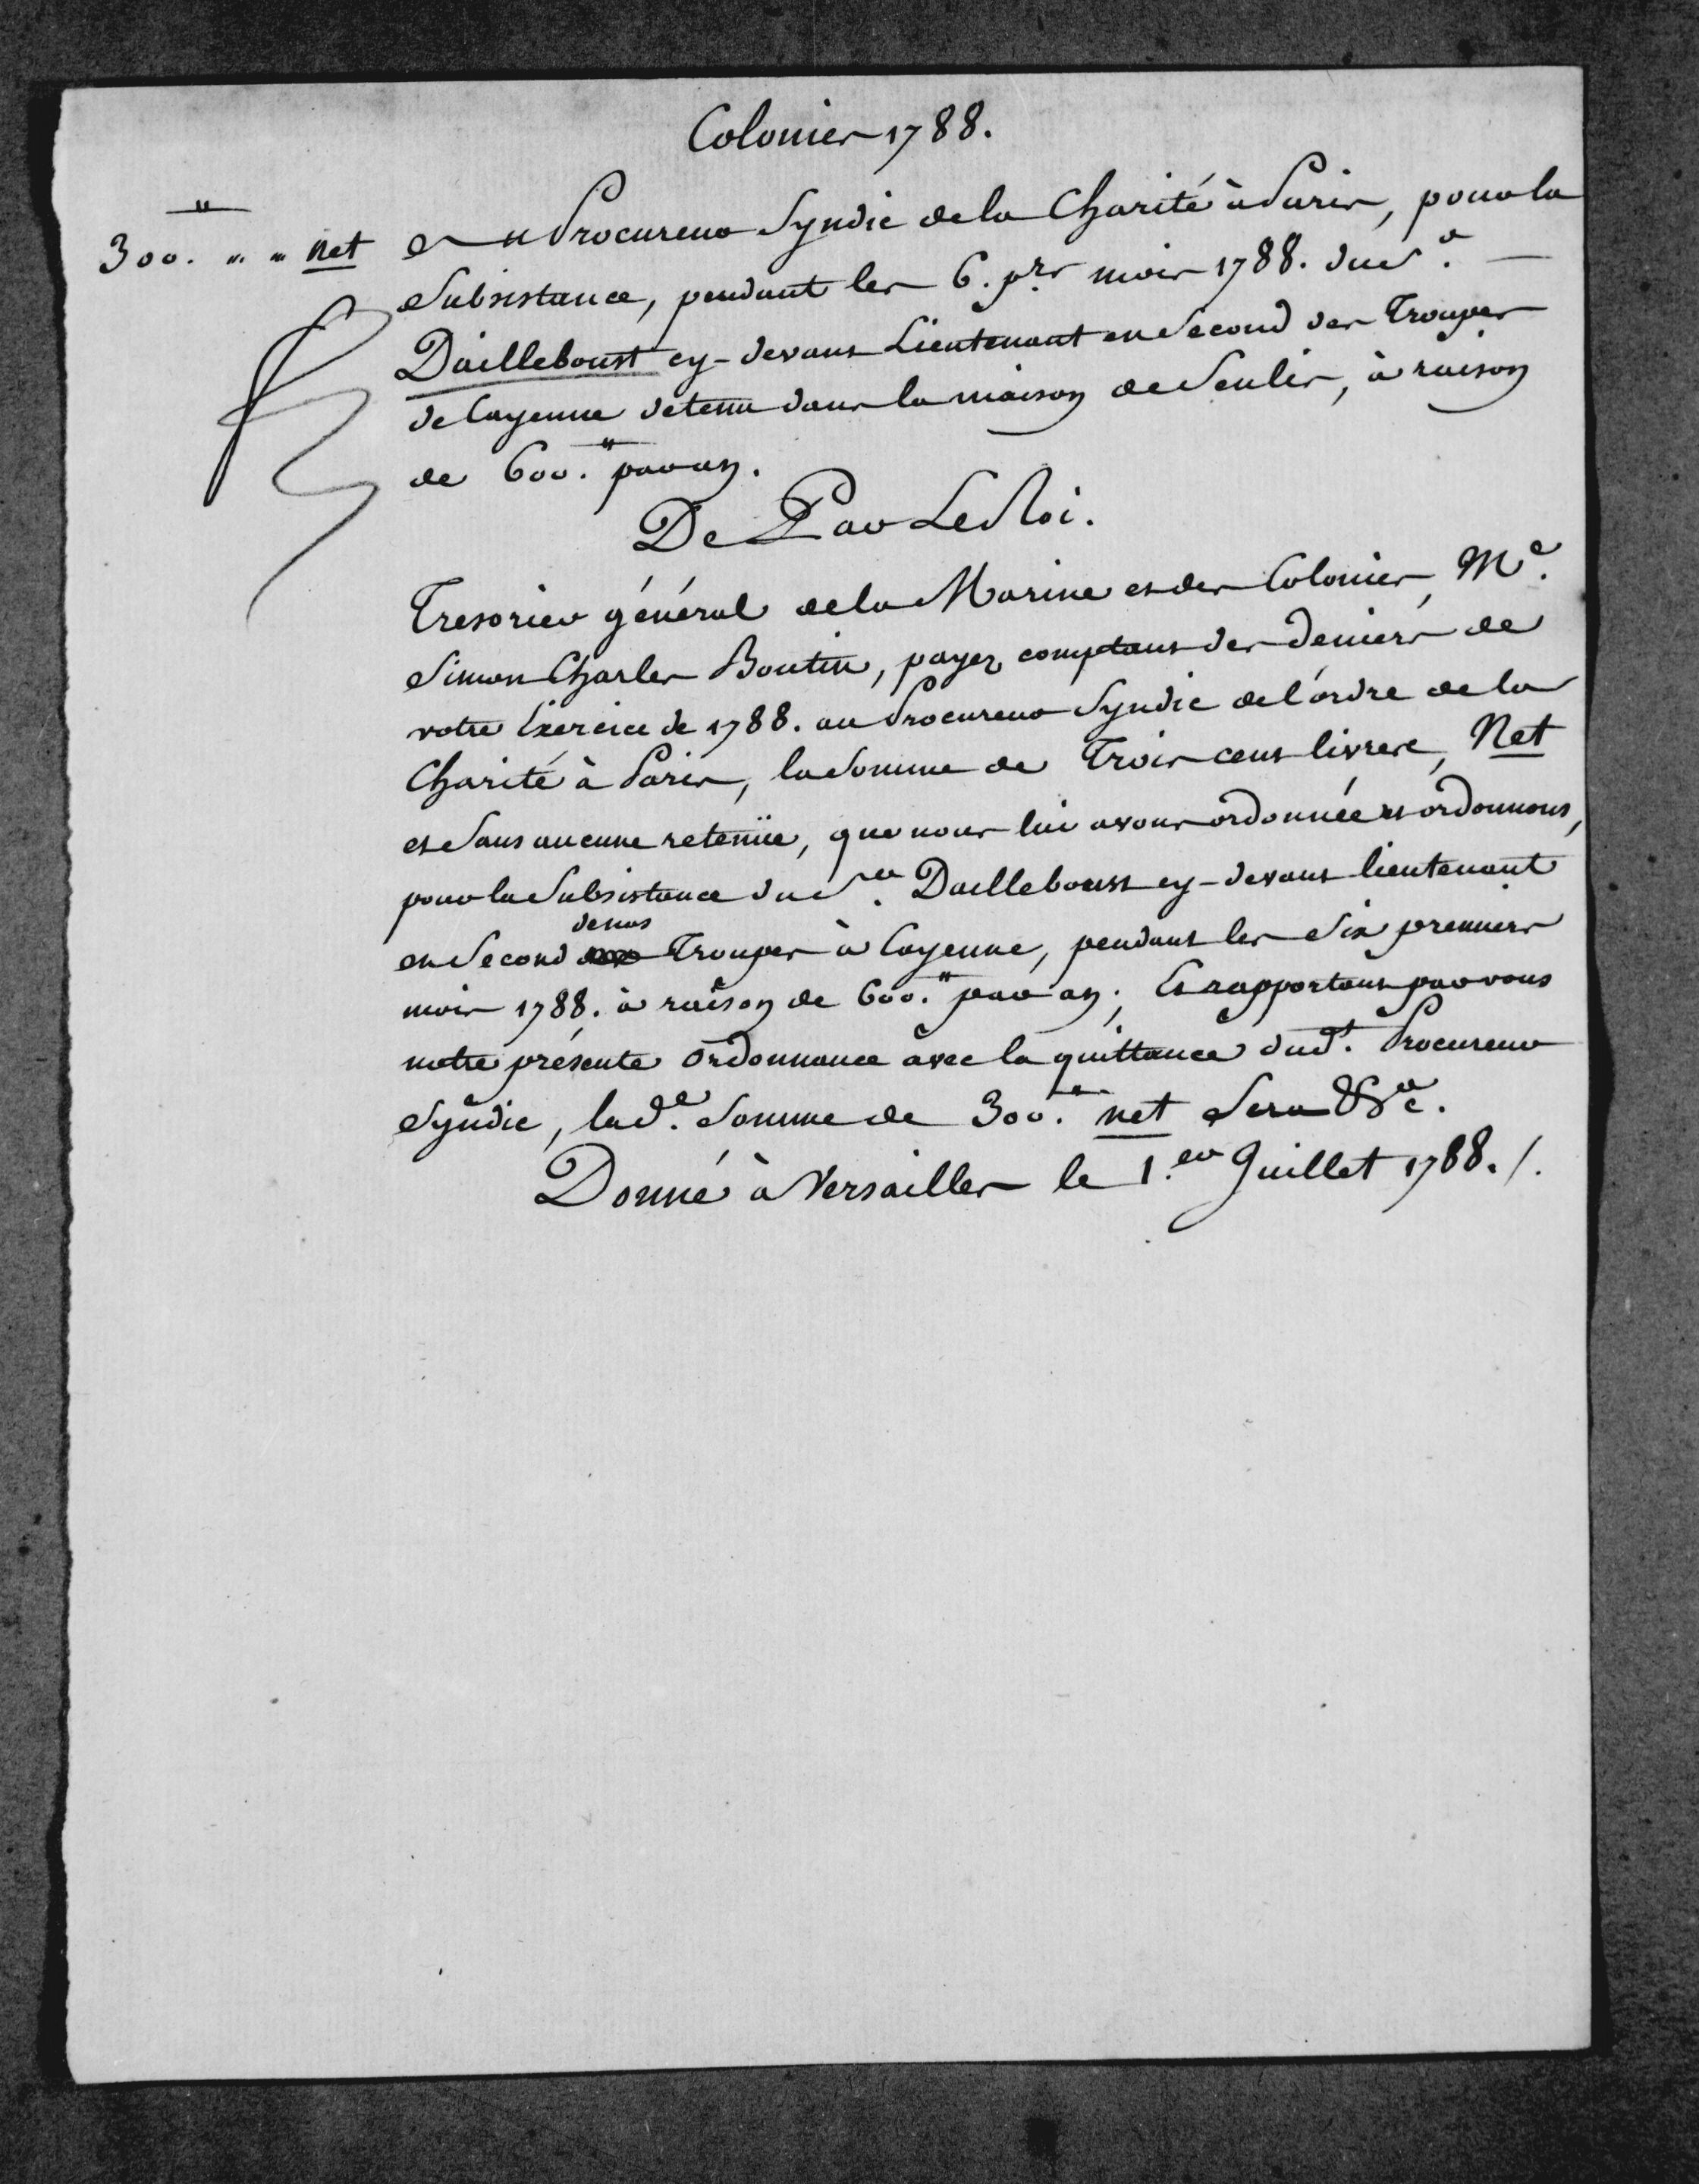 Colonies 1788.
300.ᵗᵗ " " net Au Procureur Syndic de la Charité à Paris, pour la
Subsistance, pendant les 6. p.rs mois 1788. du S.r
Dailleboust cy-devant Lieutenant en Second des Troupes
de Cayenne detenu dans la maison de Senlis, à raison
de 600.ᵗᵗ par an.
De Par Le Roi.
Tresorier général de la Marine et des Colonies, M.e
Simon Charles Boutin, payez comptant des deniers de
votre Exercice de 1788. au Procureur Syndic de l'ordre de la
Charité à Paris, la Somme de Trois cent livres, Net
et Sans aucune retenüe, que nous lui avons ordonnée et ordonnons,
pour la Subsistance du S.r Dailleboust cy-devant lieutenant
en Second de nos Troupes à Cayenne, pendant les Six premiers
mois 1788. à raison de 600.ᵗᵗ par an; Et rapportant par vous
notre présente Ordonnance avec la quittance dud.t Procureur
Syndic, lad.e Somme de 300.ᵗᵗ net Sera &c.a
Donné à Versailles le 1.er Juillet 1788./.